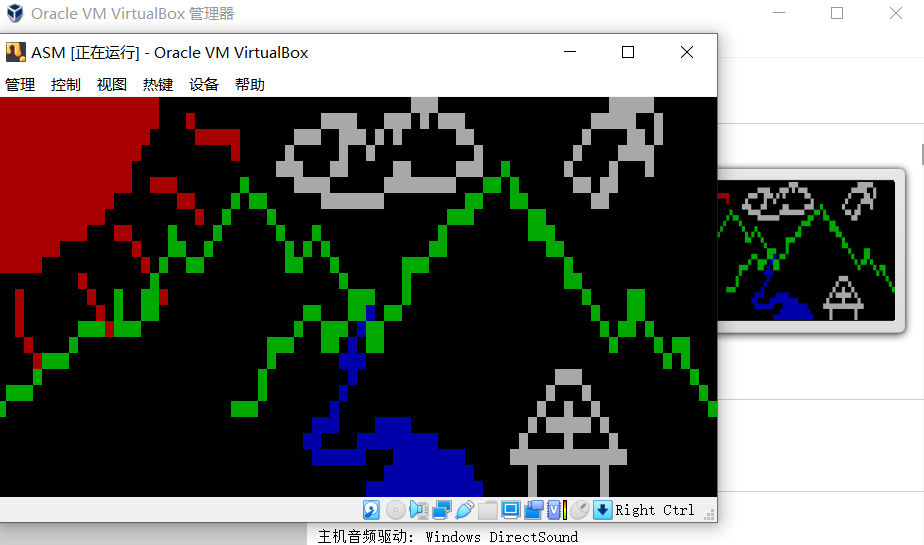 Oracle VM VirtualBox 管理器
ASM [正在运行] - Oracle VM VirtualBox
管理 控制 视图 热键 设备 帮助
Right Ctrl
主机音频驱动: Windows DirectSound